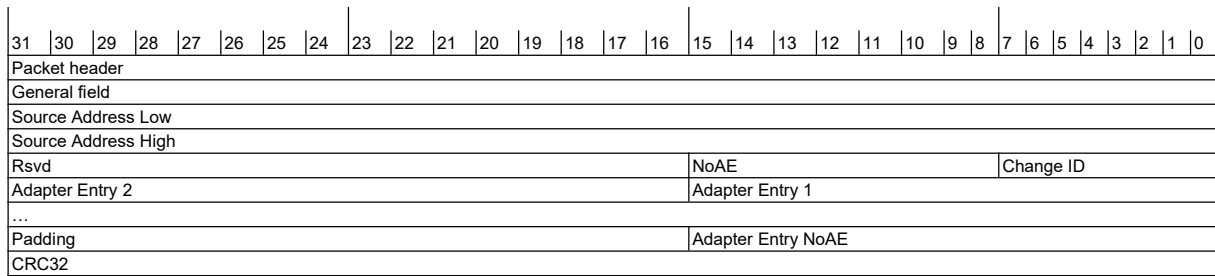 31 30 29 28 27 26 25 24 23 22 21 20 19 18 17 16 15 14 13 12 11 10 9 8 7 6 5 4 3 2 1 0
Packet header
General field
Source Address Low
Source Address High
Rsvd NoAE Change ID
Adapter Entry 2 Adapter Entry 1
…
Padding Adapter Entry NoAE
CRC32